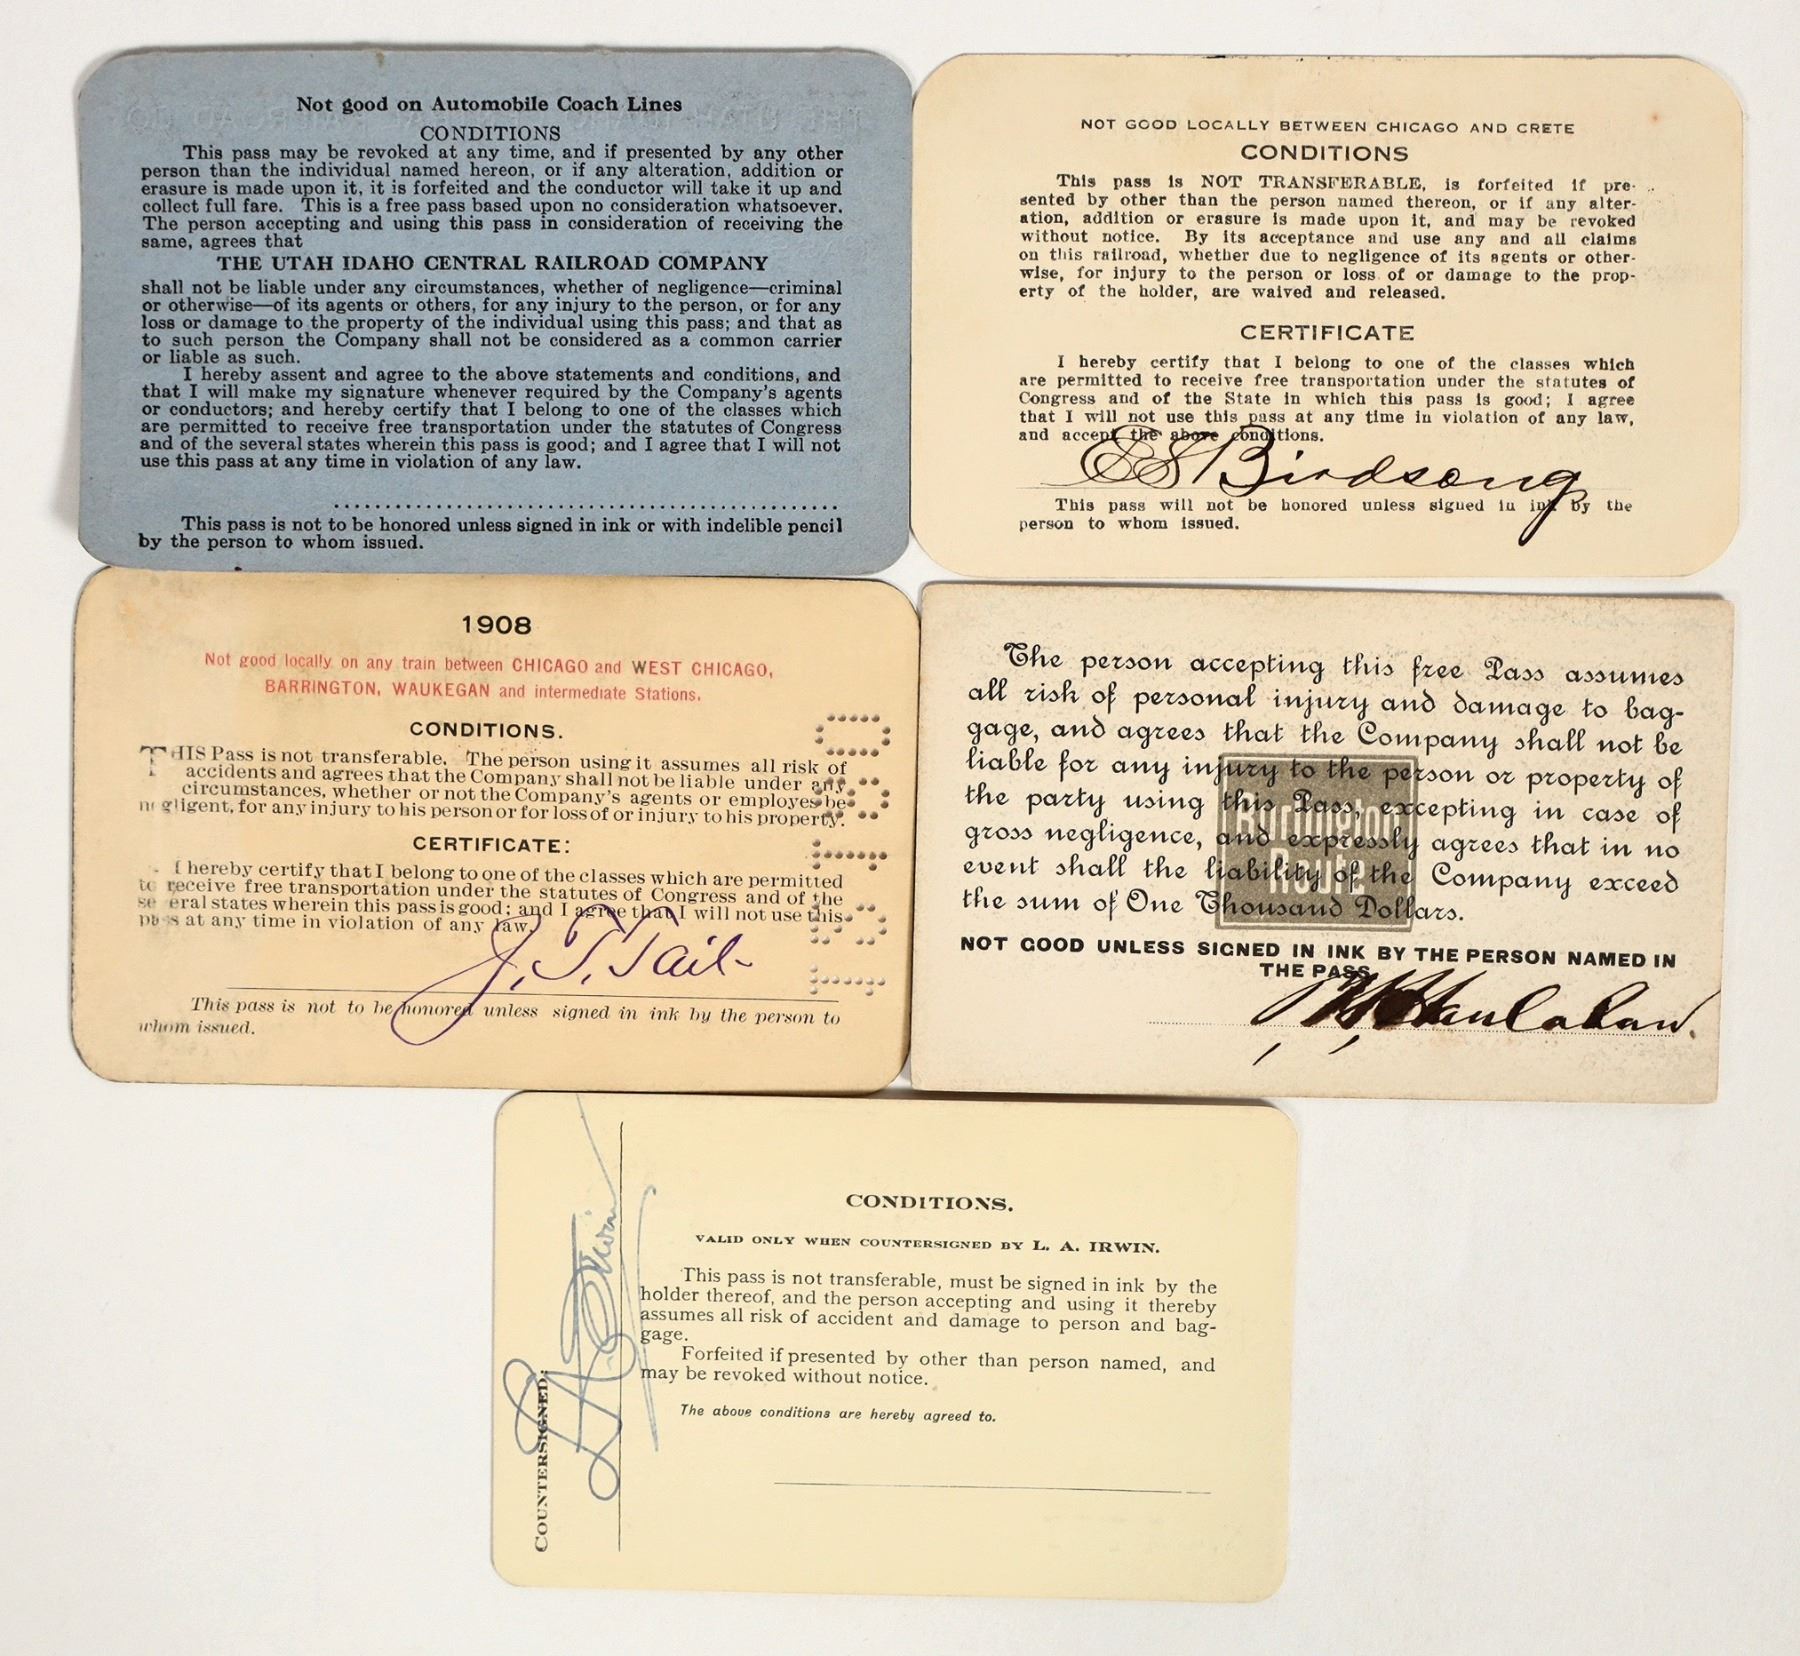 Not good on Automobile Coach Lines
CONDITIONS
This pass may be revoked at any time, and if presented by any other
person than the individual named hereon, or if any alteration, addition or
erasure is made upon it, it is forfeited and the conductor will take it up and
collect full fare. This is a free pass based upon no consideration whatsoever.
The person accepting and using this pass in consideration of receiving the
same, agrees that
THE UTAH IDAHO CENTRAL RAILROAD COMPANY
shall not be liable under any circumstances, whether of negligence—criminal
or otherwise—of its agents or others, for any injury to the person, or for any
loss or damage to the property of the individual using this pass; and that as
to such person the Company shall not be considered as a common carrier
or liable as such.
I hereby assent and agree to the above statements and conditions, and
that I will make my signature whenever required by the Company's agents
or conductors; and hereby certify that I belong to one of the classes which
are permitted to receive free transportation under the statutes of Congress
and of the several states wherein this pass is good; and I agree that I will not
use this pass at any time in violation of any law.
This pass is not to be honored unless signed in ink or with indelible pencil
by the person to whom issued.
NOT GOOD LOCALLY BETWEEN CHICAGO AND CRETE
CONDITIONS
This pass is NOT TRANSFERABLE, is forfeited if pre-
sented by other than the person named thereon, or if any alter-
ation, addition or erasure is made upon it, and may be revoked
without notice. By its acceptance and use any and all claims
on this railroad, whether due to negligence of its agents or other-
wise, for injury to the person or loss of or damage to the prop-
erty of the holder, are waived and released.
CERTIFICATE
I hereby certify that I belong to one of the classes which
are permitted to receive free transportation under the statutes of
Congress and of the State in which this pass is good; I agree
that I will not use this pass at any time in violation of any law,
and accept the above conditions.
E S Birdsong
This pass will not be honored unless signed in ink by the
person to whom issued.
1908
Not good locally on any train between CHICAGO and WEST CHICAGO,
BARRINGTON, WAUKEGAN and intermediate Stations.
CONDITIONS.
THIS Pass is not transferable. The person using it assumes all risk of
accidents and agrees that the Company shall not be liable under any
circumstances, whether or not the Company's agents or employes be
negligent, for any injury to his person or for loss of or injury to his property.
CERTIFICATE:
I hereby certify that I belong to one of the classes which are permitted
to receive free transportation under the statutes of Congress and of the
several states wherein this pass is good; and I agree that I will not use this
pass at any time in violation of any law.
J. T. Tait
This pass is not to be honored unless signed in ink by the person to
whom issued.
The person accepting this free Pass assumes
all risk of personal injury and damage to bag-
gage, and agrees that the Company shall not be
liable for any injury to the person or property of
the party using this Pass, excepting in case of
gross negligence, and expressly agrees that in no
event shall the liability of the Company exceed
the sum of One Thousand Dollars.
Burlington
Route
NOT GOOD UNLESS SIGNED IN INK BY THE PERSON NAMED IN
THE PASS
Hanlahan.
CONDITIONS.
VALID ONLY WHEN COUNTERSIGNED BY L. A. IRWIN.
This pass is not transferable, must be signed in ink by the
holder thereof, and the person accepting and using it thereby
assumes all risk of accident and damage to person and bag-
gage.
Forfeited if presented by other than person named, and
may be revoked without notice.
The above conditions are hereby agreed to.
COUNTERSIGNED:
L A Irwin